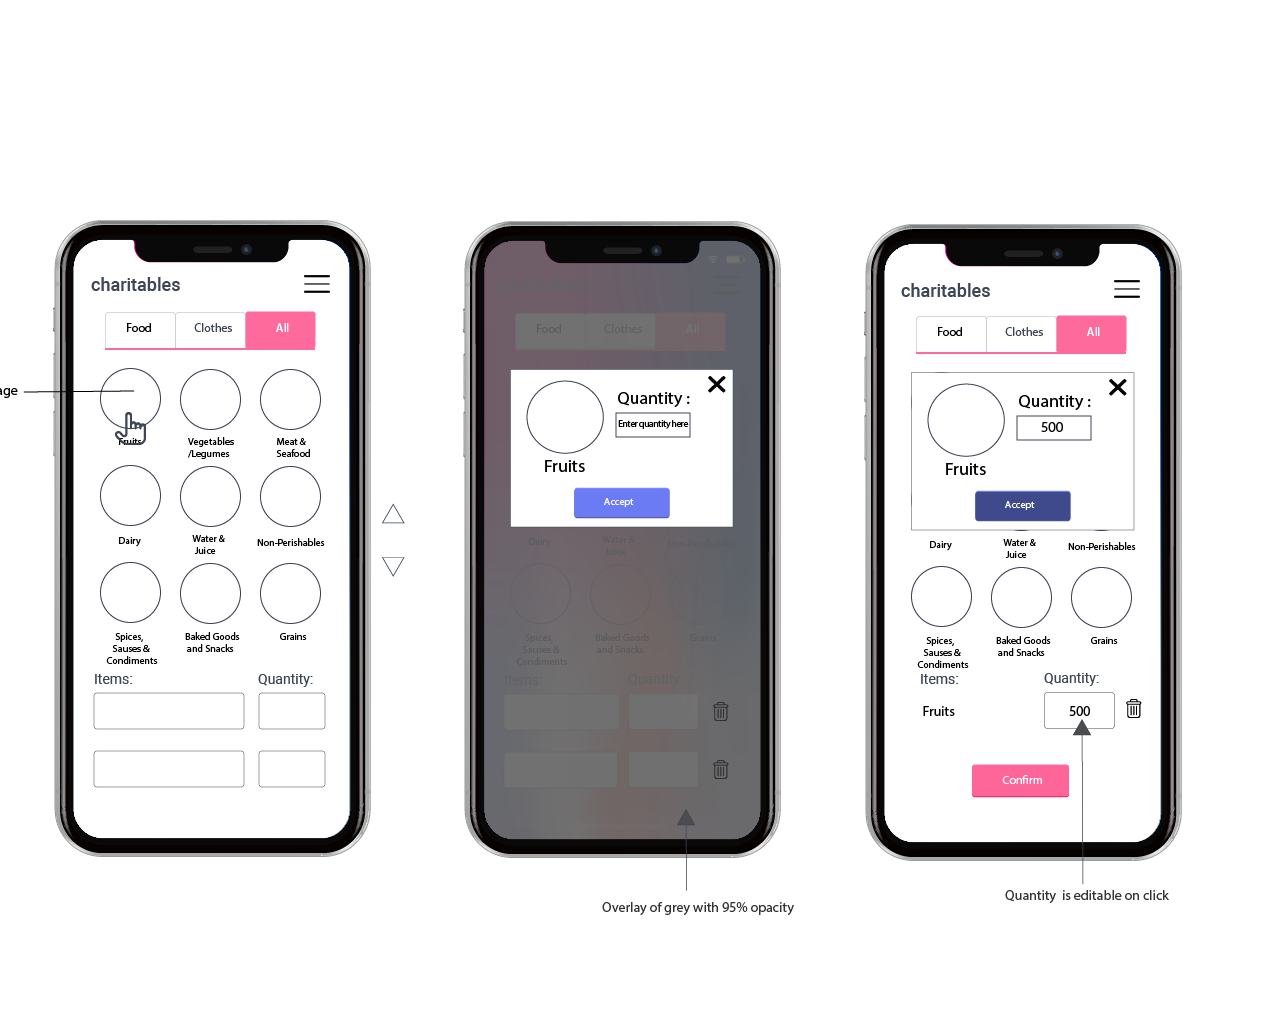 charitables
Food Clothes All
age
Fruits
Vegetables
/Legumes
Meat &
Seafood
Dairy
Water &
Juice
Non-Perishables
Spices,
Sauses &
Condiments
Baked Goods
and Snacks
Grains
Items: Quantity:
Food Clothes All
Quantity :
Enter quantity here
Fruits
Accept
Dairy
Water &
Juice
Non-Perishables
Spices,
Sauses &
Condiments
Baked Goods
and Snacks
Grains
Items: Quantity:
Overlay of grey with 95% opacity
charitables
Food Clothes All
Quantity :
500
Fruits
Accept
Dairy
Water &
Juice
Non-Perishables
Spices,
Sauses &
Condiments
Baked Goods
and Snacks
Grains
Items: Quantity:
Fruits 500
Confirm
Quantity is editable on click